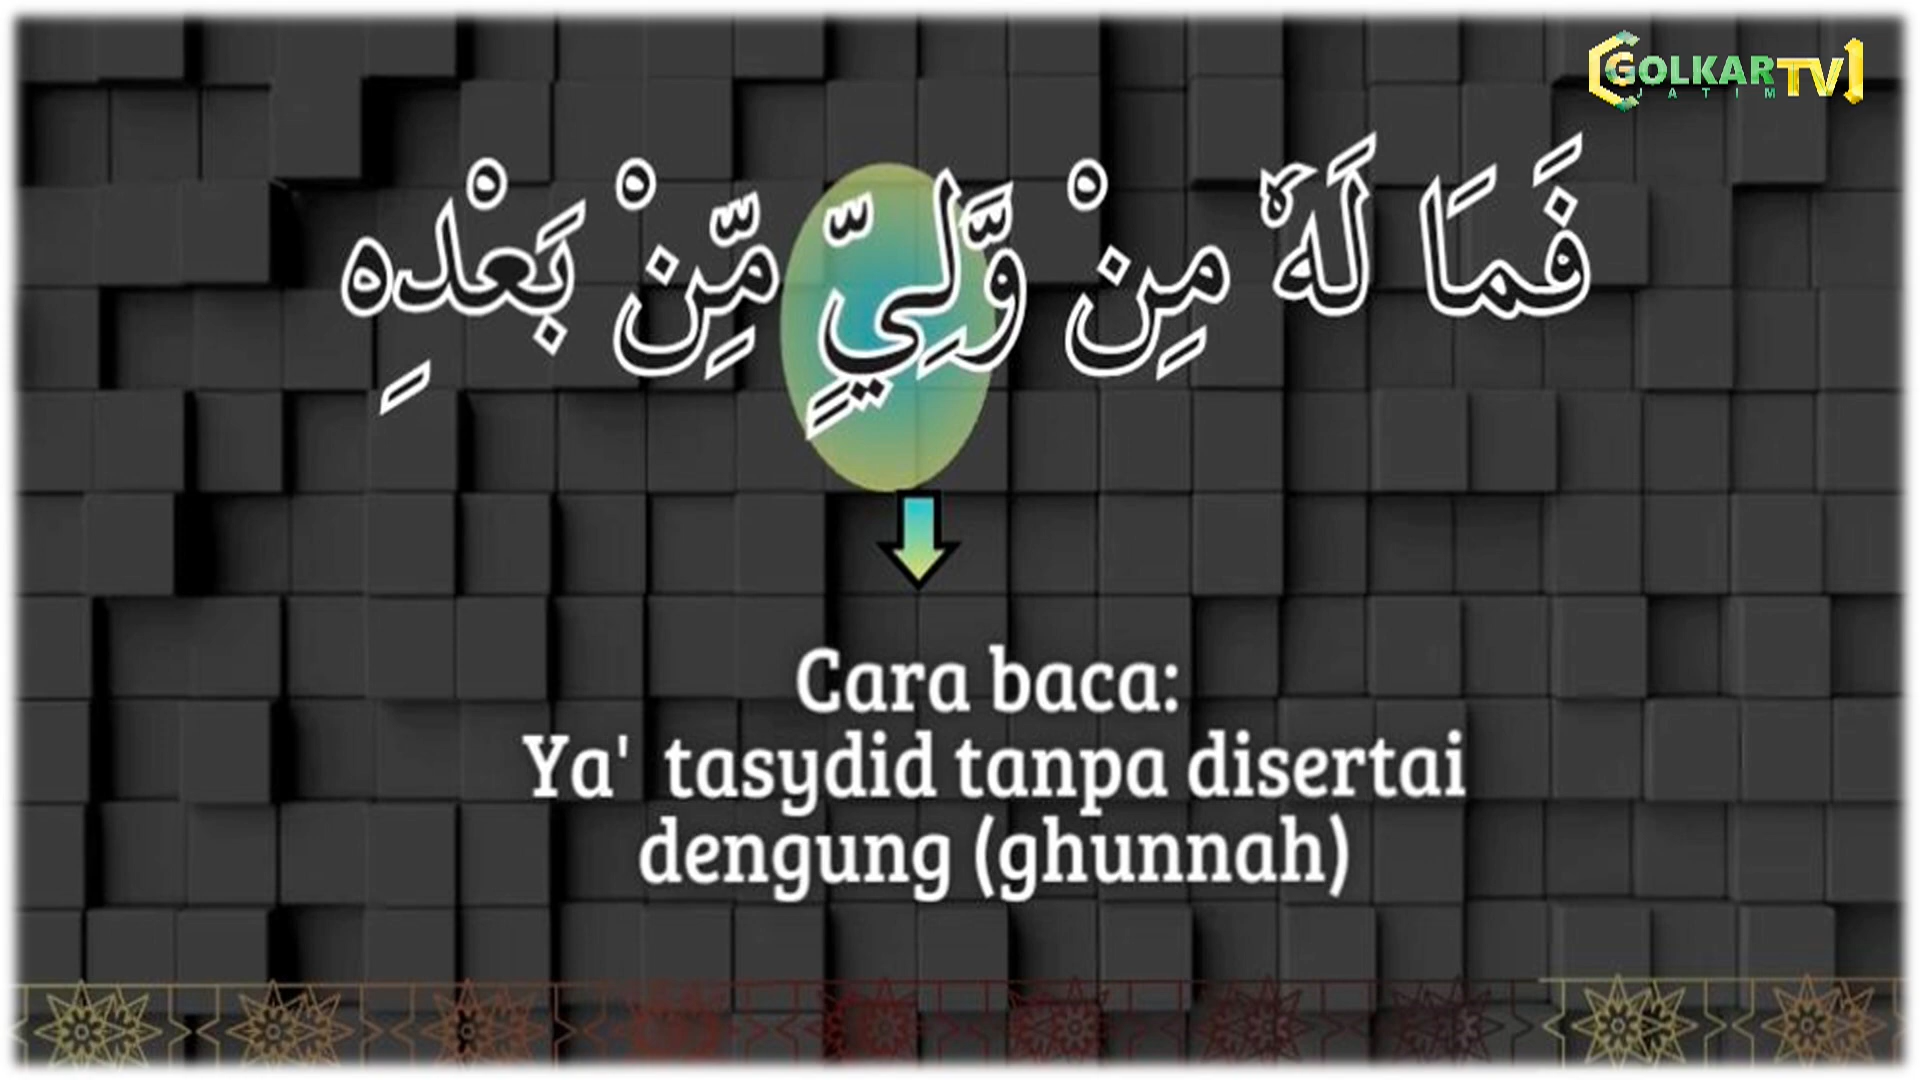 GOLKAR TV
JATIM
فَمَا لَهٗ مِنْ وَّلِيٍّ مِّنْ بَعْدِهِ
Cara baca:
Ya' tasydid tanpa disertai
dengung (ghunnah)